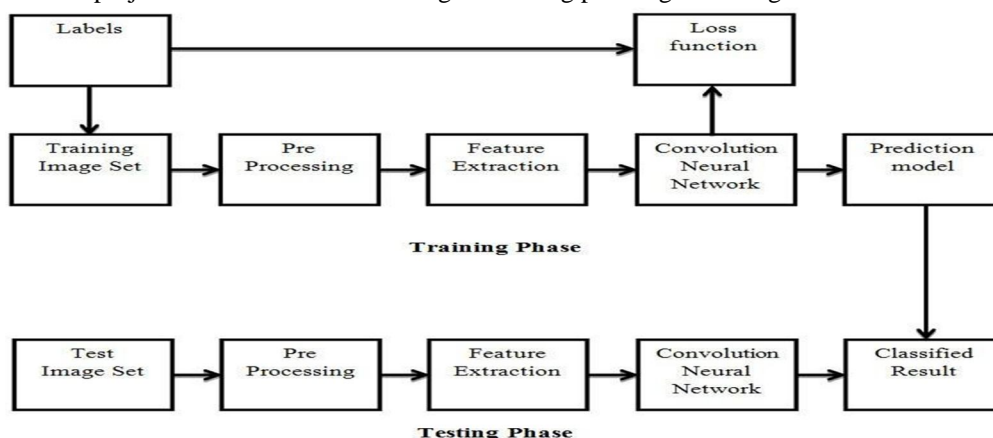 Labels
Loss
function
Training
Image Set
Pre
Processing
Feature
Extraction
Convolution
Neural
Network
Prediction
model
Training Phase
Test
Image Set
Pre
Processing
Feature
Extraction
Convolution
Neural
Network
Classified
Result
Testing Phase